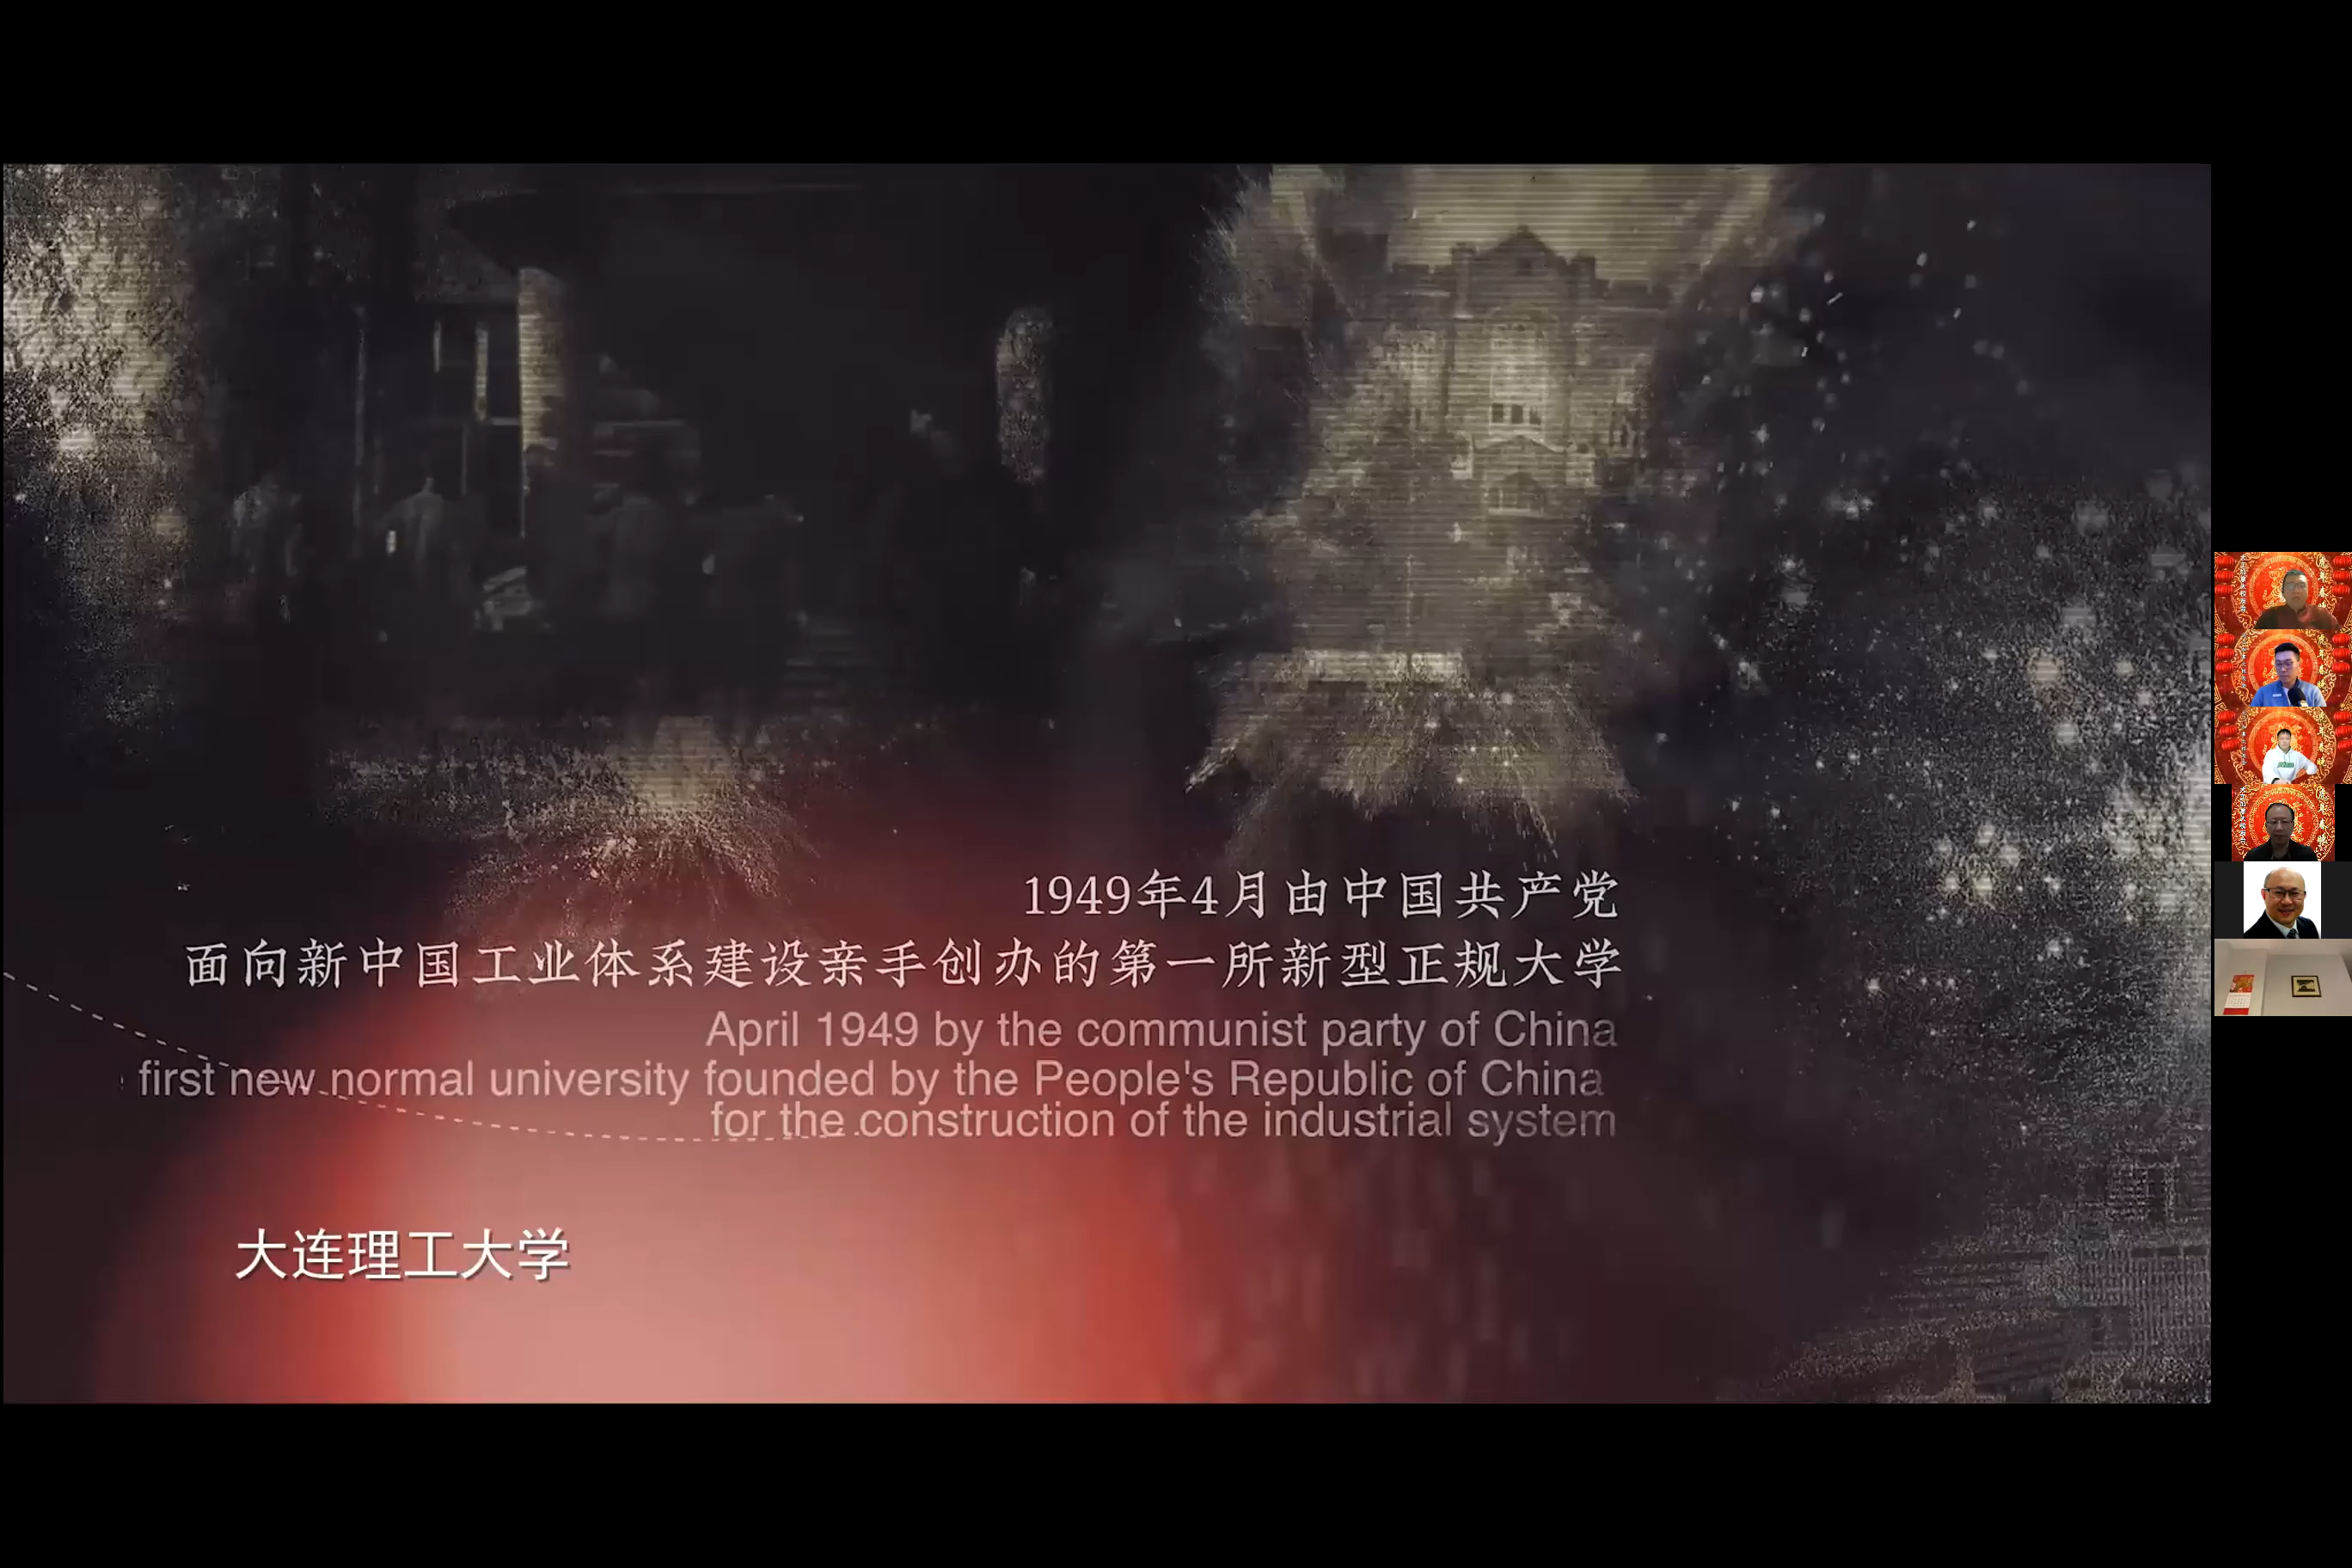 1949年4月由中国共产党
面向新中国工业体系建设亲手创办的第一所新型正规大学
April 1949 by the communist party of China
first new normal university founded by the People's Republic of China
for the construction of the industrial system
大连理工大学